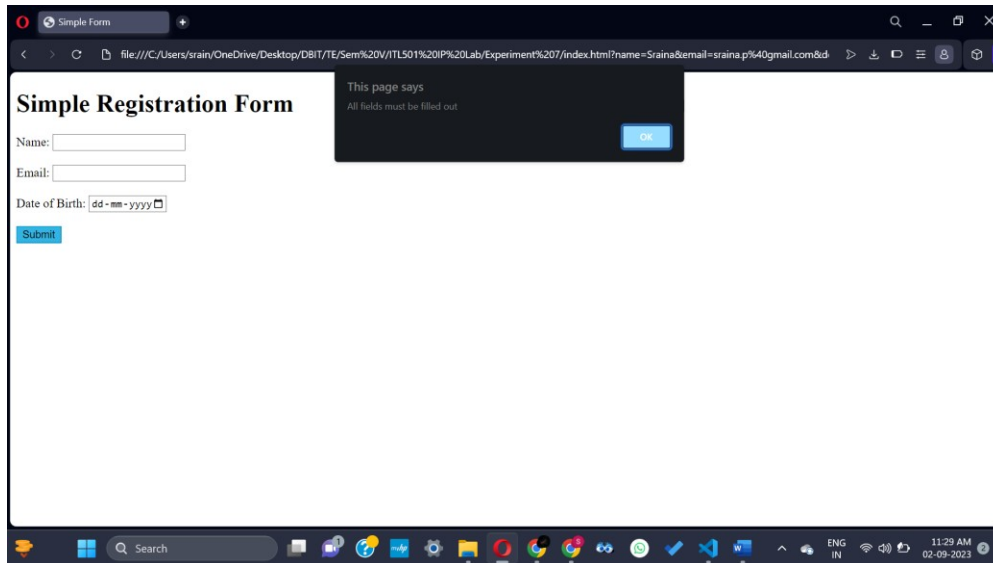 Simple Form
file:///C:/Users/srain/OneDrive/Desktop/DBIT/TE/Sem%20V/ITL501%20IP%20Lab/Experiment%207/index.html?name=Sraina&email=sraina.p%40gmail.com&d
This page says
All fields must be filled out
OK
Simple Registration Form
Name:
Email:
Date of Birth: dd-mm-yyyy
Submit
Search
1
ENG
IN
11:29 AM
02-09-2023
2